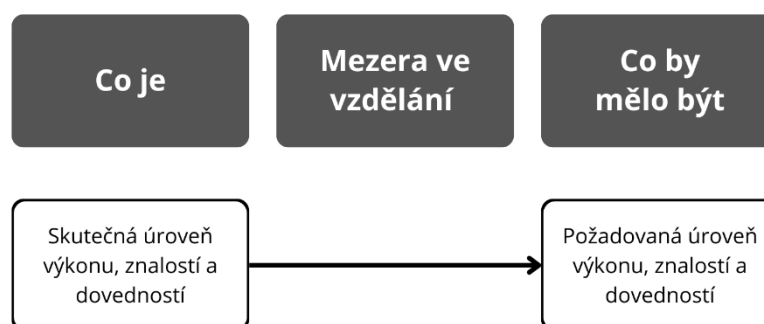 Co je
Mezera ve
vzdělání
Co by
mělo být
Skutečná úroveň
výkonu, znalostí a
dovedností
Požadovaná úroveň
výkonu, znalostí a
dovedností